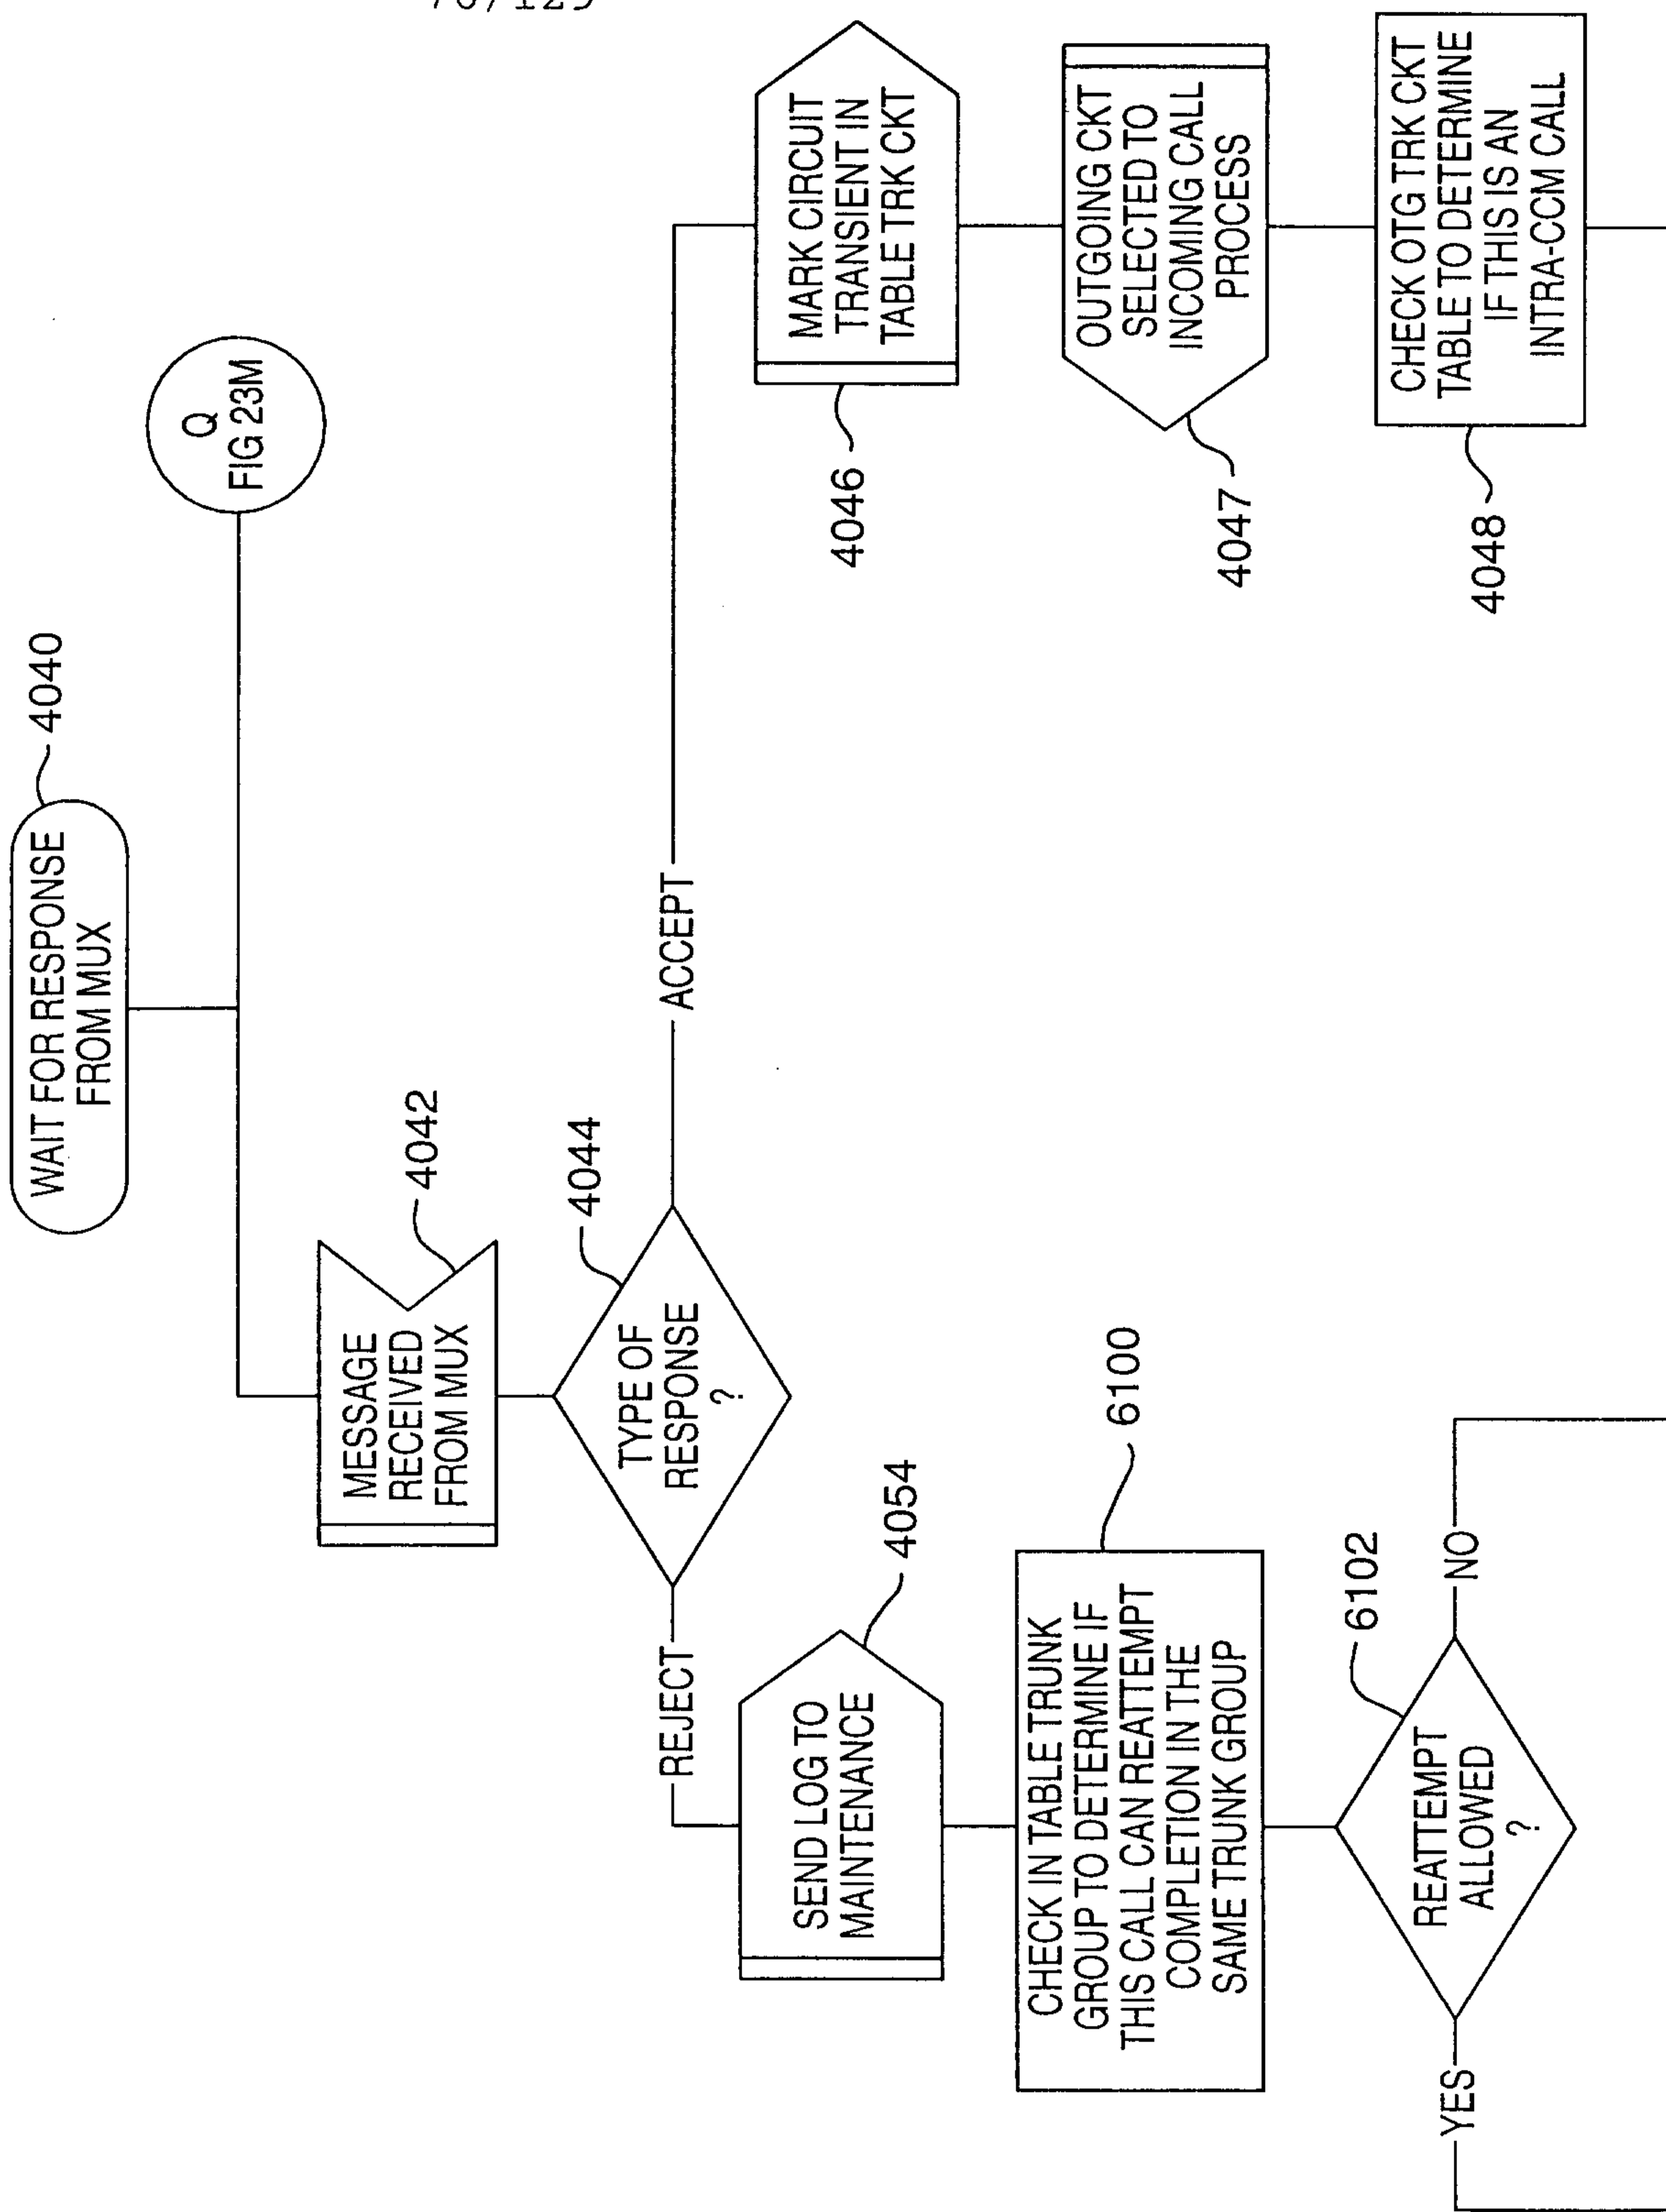 WAIT FOR RESPONSE
FROM MUX
4040
Q
FIG 23M
MESSAGE
RECEIVED
FROM MUX
4042
TYPE OF
RESPONSE
?
4044
REJECT
ACCEPT
SEND LOG TO
MAINTENANCE
4054
CHECK IN TABLE TRUNK
GROUP TO DETERMINE IF
THIS CALL CAN REATTEMPT
COMPLETION IN THE
SAME TRUNK GROUP
6100
REATTEMPT
ALLOWED
?
6102
YES
NO
MARK CIRCUIT
TRANSIENT IN
TABLE TRK CKT
4046
OUTGOING CKT
SELECTED TO
INCOMING CALL
PROCESS
4047
CHECK OTG TRK CKT
TABLE TO DETERMINE
IF THIS IS AN
INTRA-CCM CALL
4048